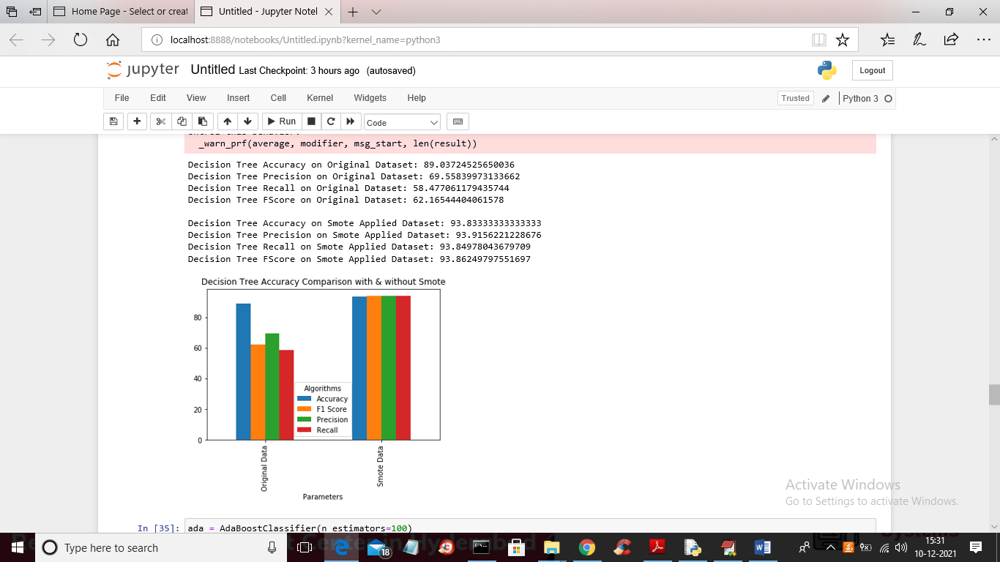 Home Page - Select or creat
Untitled - Jupyter Notel
localhost:8888/notebooks/Untitled.ipynb?kernel_name=python3
jupyter Untitled Last Checkpoint: 3 hours ago (autosaved)
Logout
File Edit View Insert Cell Kernel Widgets Help
Trusted
Python 3
Run
Code
_warn_prf(average, modifier, msg_start, len(result))
Decision Tree Accuracy on Original Dataset: 89.03724525650036
Decision Tree Precision on Original Dataset: 69.55839973133662
Decision Tree Recall on Original Dataset: 58.477061179435744
Decision Tree FScore on Original Dataset: 62.16544404061578
Decision Tree Accuracy on Smote Applied Dataset: 93.83333333333333
Decision Tree Precision on Smote Applied Dataset: 93.9156221228676
Decision Tree Recall on Smote Applied Dataset: 93.84978043679709
Decision Tree FScore on Smote Applied Dataset: 93.86249797551697
Decision Tree Accuracy Comparison with & without Smote
80
60
40
20
0
Algorithms
Accuracy
F1 Score
Precision
Recall
Original Data
Smote Data
Parameters
Activate Windows
Go to Settings to activate Windows.
In [35]: ada = AdaBoostClassifier(n_estimators=100)
Type here to search
18
15:31
10-12-2021